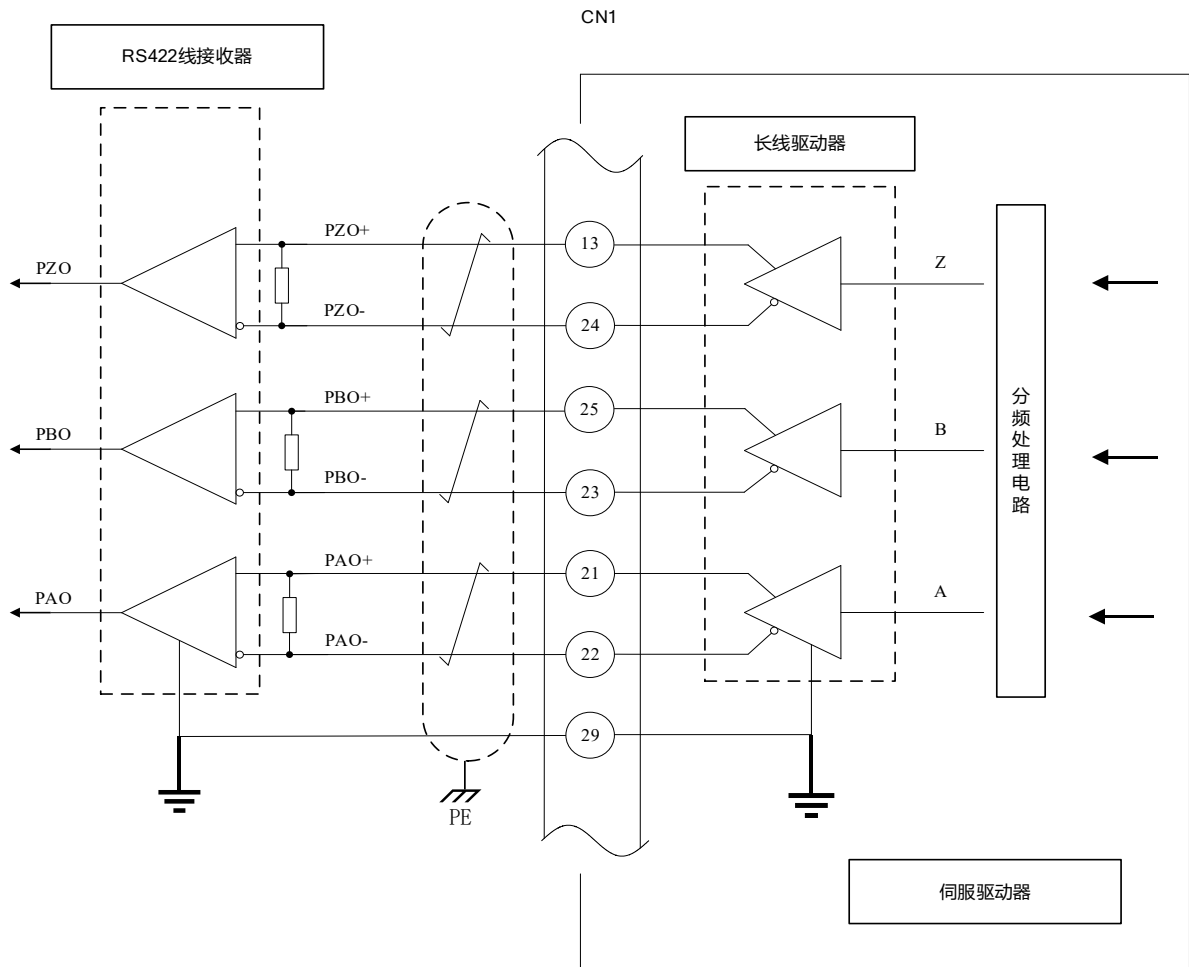 CN1
RS422线接收器
长线驱动器
PZO+
13
PZO
Z
PZO-
24
PBO+
25
PBO
B
PBO-
23
分频处理电路
PAO+
21
PAO
A
PAO-
22
29
PE
伺服驱动器